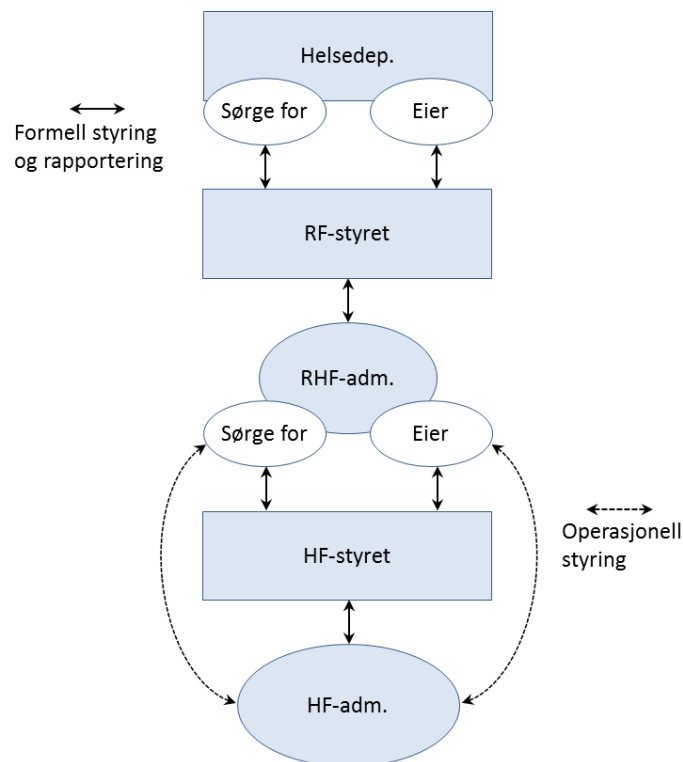 Helsedep.
Sørge for
Eier
Formell styring
og rapportering
RF-styret
RHF-adm.
Sørge for
Eier
Operasjonell
styring
HF-styret
HF-adm.